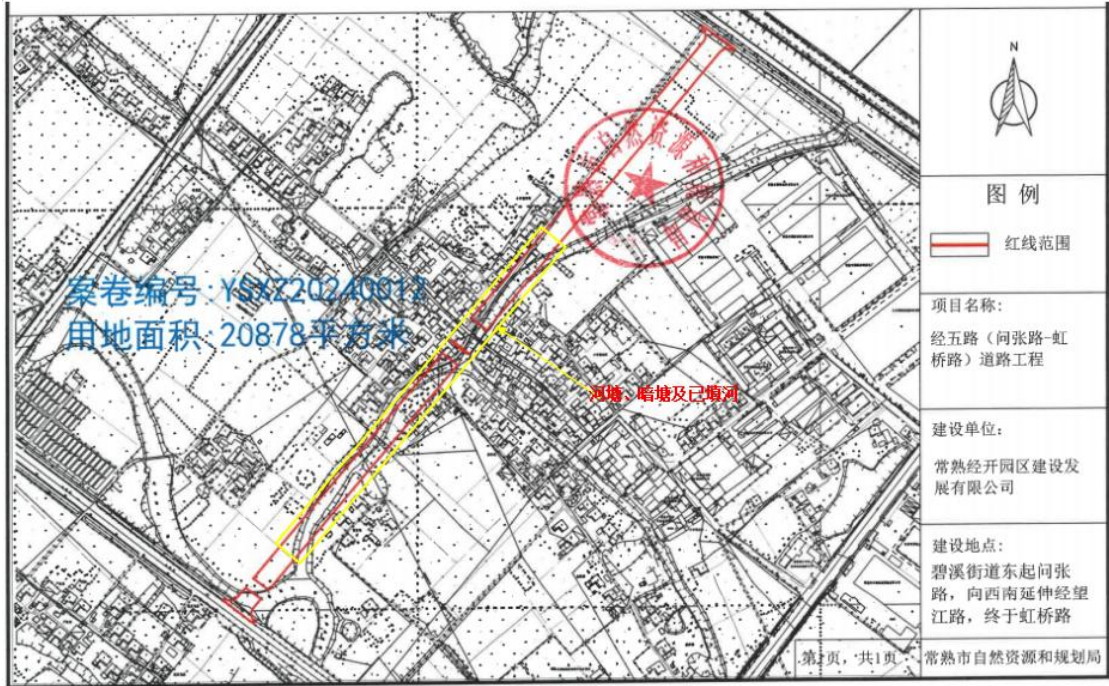 N
图 例
红线范围
项目名称:
经五路（问张路-虹
桥路）道路工程
建设单位:
常熟经开园区建设发
展有限公司
建设地点:
碧溪街道东起问张
路，向西南延伸经望
江路，终于虹桥路
常熟市自然资源和规划局
案卷编号:YSXZ20240012
用地面积:20878平方米
河塘、暗塘及已填河
第1页，共1页